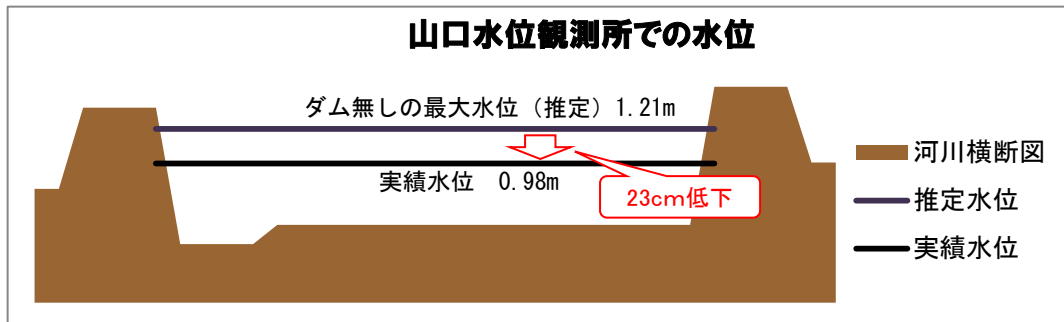 山口水位観測所での水位
ダム無しの最大水位（推定）1.21m
実績水位　0.98m
23cm低下
河川横断図
推定水位
実績水位